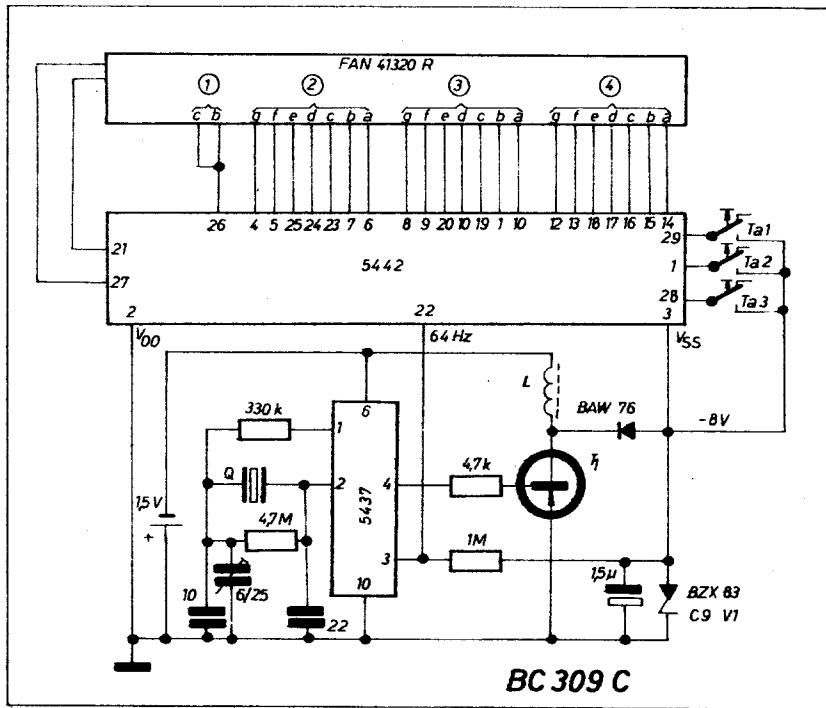 FAN 41320 R
1 2 3 4
c b g f e d c b a g f e d c b a g f e d c b a
26 4 5 25 24 23 7 6 8 9 20 10 19 1 10 12 13 18 17 16 15 14
29 Ta1
21
5442
1 Ta2
27
28 Ta3
2 22 3
VDD 64 Hz VSS
L
BAW 76
-8V
330 k
6
1
T1
Q
2
5437
4
4,7k
1,5V
+
4,7M
3
1M
10
6/25
22
10
1,5µ
BZX 83
C9 V1
BC 309 C